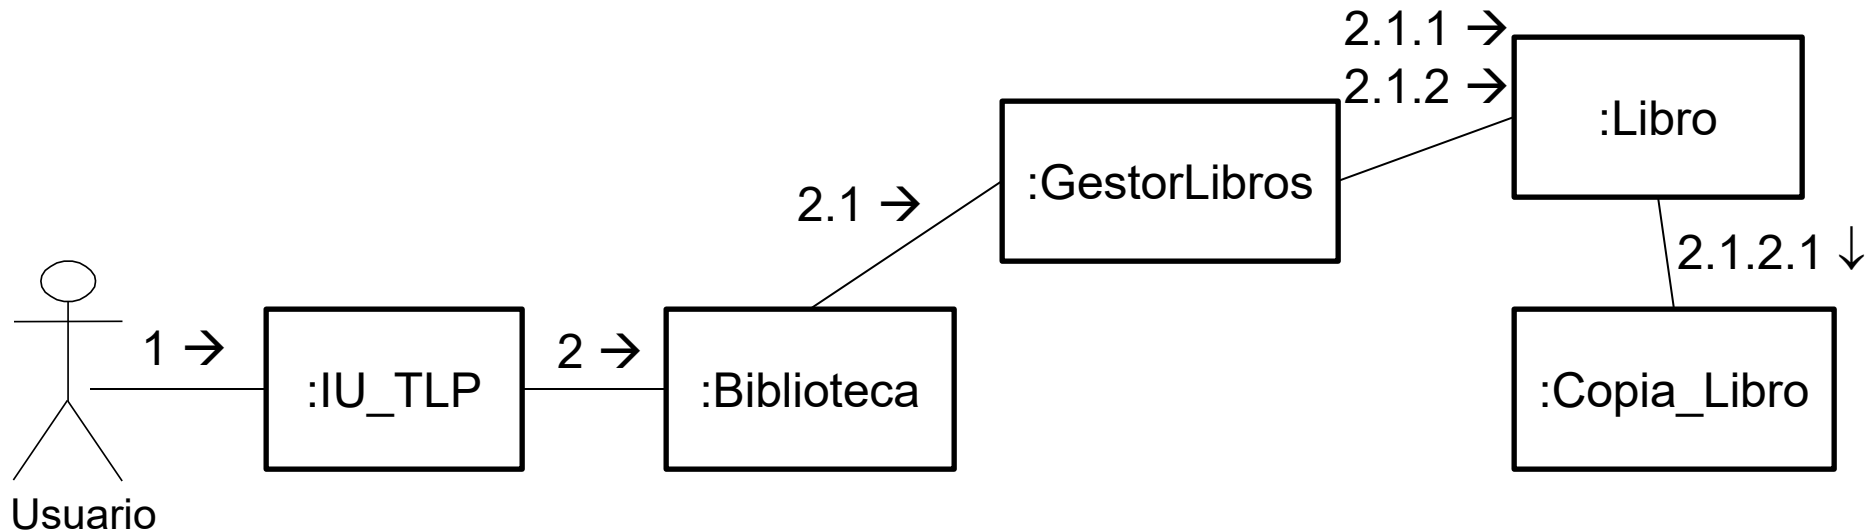 2.1.1 →
2.1.2 →
:Libro
:GestorLibros
2.1 →
2.1.2.1 ↓
1 →
2 →
:IU_TLP
:Biblioteca
:Copia_Libro
Usuario